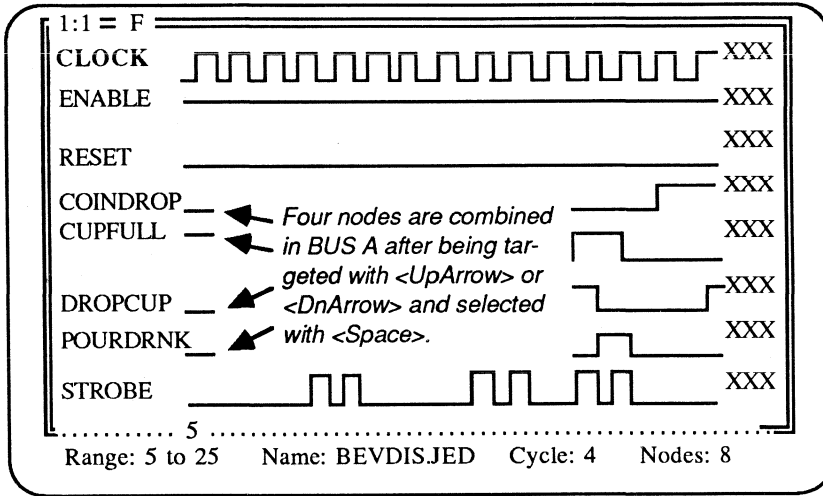 1:1 = F
CLOCK XXX
ENABLE XXX
RESET XXX
COINDROP XXX
CUPFULL XXX
DROPCUP XXX
POURDRNK XXX
STROBE XXX
Four nodes are combined
in BUS A after being tar-
geted with <UpArrow> or
<DnArrow> and selected
with <Space>.
5
Range: 5 to 25 Name: BEVDIS.JED Cycle: 4 Nodes: 8